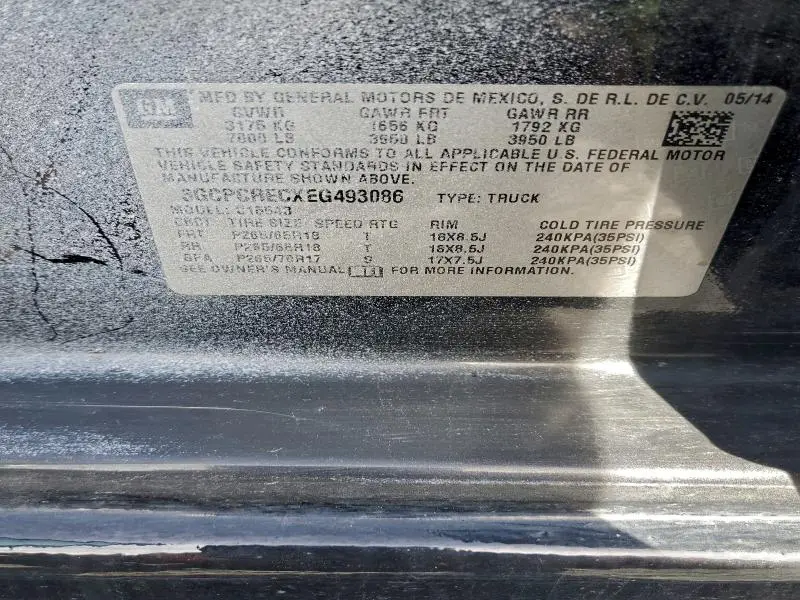 GM
MFD BY GENERAL MOTORS DE MEXICO, S. DE R.L. DE C.V. 05/14
GVWR GAWR FRT GAWR RR
3175 KG 1656 KG 1792 KG
7000 LB LB 3950 LB
THIS VEHICLE CONFORMS TO ALL APPLICABLE U.S. FEDERAL MOTOR
VEHICLE SAFETY STANDARDS IN EFFECT ON THE DATE OF
MANUFACTURE SHOWN ABOVE.
3GCPCRECXEG493086 TYPE: TRUCK
MODEL:
TIRE SIZE SPEED RTG RIM COLD TIRE PRESSURE
FRT P265/65R18 T 18X8.5J 240KPA(35PSI)
RR P265/65R18 T 18X8.5J 240KPA(35PSI)
SPA P265/70R17 S 17X7.5J 240KPA(35PSI)
SEE OWNER'S MANUAL FOR MORE INFORMATION.